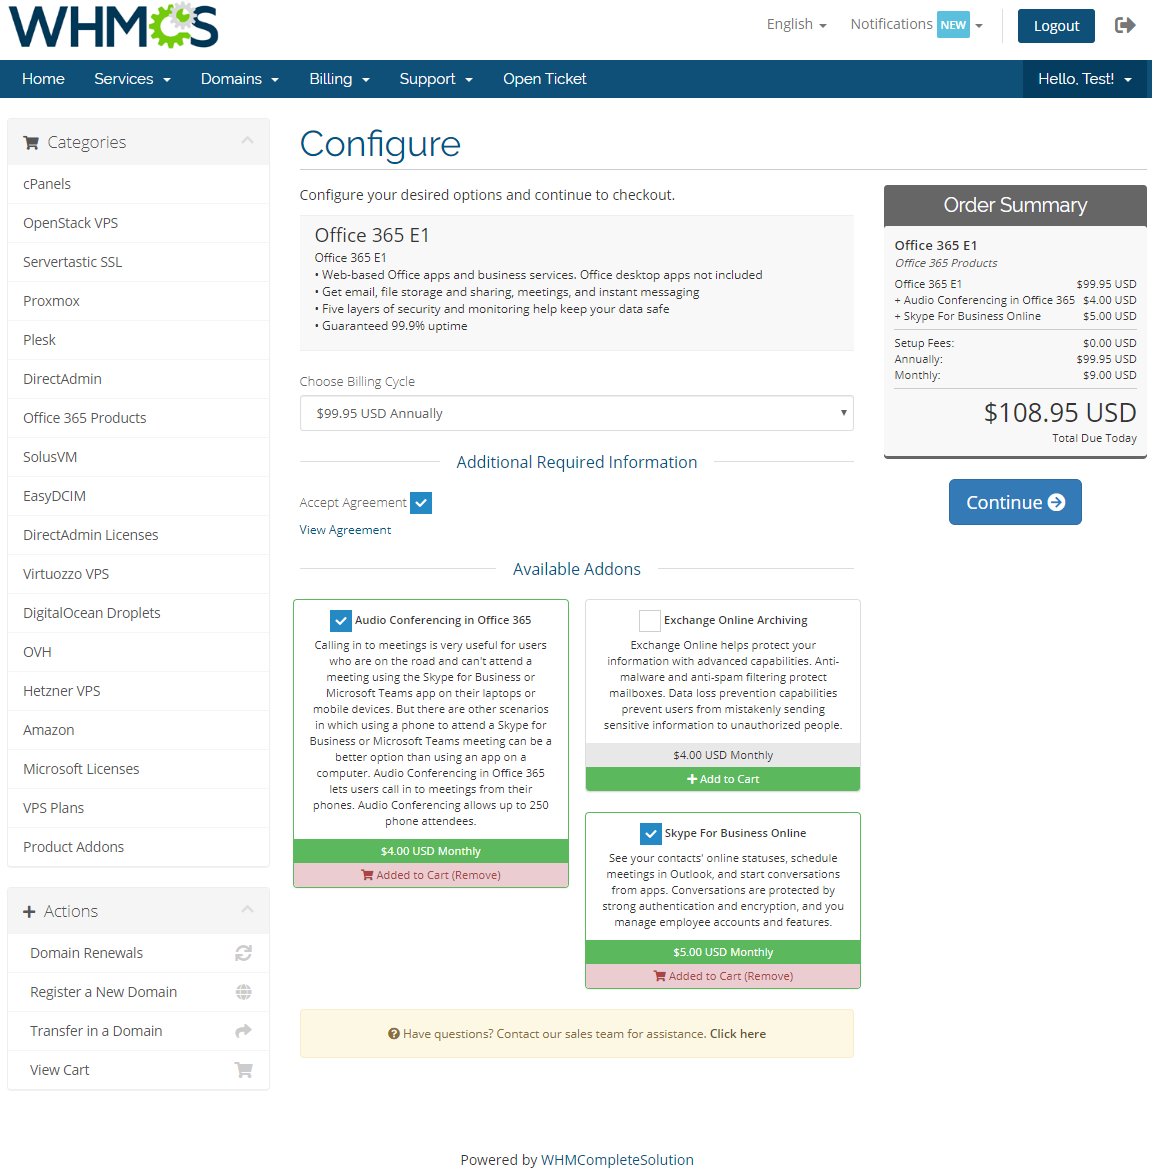 WHMCS
English
Notifications NEW
Logout
Home Services Domains Billing Support Open Ticket Hello, Test!
Categories
cPanels
OpenStack VPS
Servertastic SSL
Proxmox
Plesk
DirectAdmin
Office 365 Products
SolusVM
EasyDCIM
DirectAdmin Licenses
Virtuozzo VPS
DigitalOcean Droplets
OVH
Hetzner VPS
Amazon
Microsoft Licenses
VPS Plans
Product Addons
Actions
Domain Renewals
Register a New Domain
Transfer in a Domain
View Cart
Configure
Configure your desired options and continue to checkout.
Office 365 E1
Office 365 E1
• Web-based Office apps and business services. Office desktop apps not included
• Get email, file storage and sharing, meetings, and instant messaging
• Five layers of security and monitoring help keep your data safe
• Guaranteed 99.9% uptime
Choose Billing Cycle
$99.95 USD Annually
Additional Required Information
Accept Agreement
View Agreement
Available Addons
Audio Conferencing in Office 365
Calling in to meetings is very useful for users
who are on the road and can't attend a
meeting using the Skype for Business or
Microsoft Teams app on their laptops or
mobile devices. But there are other scenarios
in which using a phone to attend a Skype for
Business or Microsoft Teams meeting can be a
better option than using an app on a
computer. Audio Conferencing in Office 365
lets users call in to meetings from their
phones. Audio Conferencing allows up to 250
phone attendees.
$4.00 USD Monthly
Added to Cart (Remove)
Exchange Online Archiving
Exchange Online helps protect your
information with advanced capabilities. Anti-
malware and anti-spam filtering protect
mailboxes. Data loss prevention capabilities
prevent users from mistakenly sending
sensitive information to unauthorized people.
$4.00 USD Monthly
Add to Cart
Skype For Business Online
See your contacts' online statuses, schedule
meetings in Outlook, and start conversations
from apps. Conversations are protected by
strong authentication and encryption, and you
manage employee accounts and features.
$5.00 USD Monthly
Added to Cart (Remove)
Have questions? Contact our sales team for assistance. Click here
Order Summary
Office 365 E1
Office 365 Products
Office 365 E1 $99.95 USD
+ Audio Conferencing in Office 365 $4.00 USD
+ Skype For Business Online $5.00 USD
Setup Fees: $0.00 USD
Annually: $99.95 USD
Monthly: $9.00 USD
$108.95 USD
Total Due Today
Continue
Powered by WHMCompleteSolution